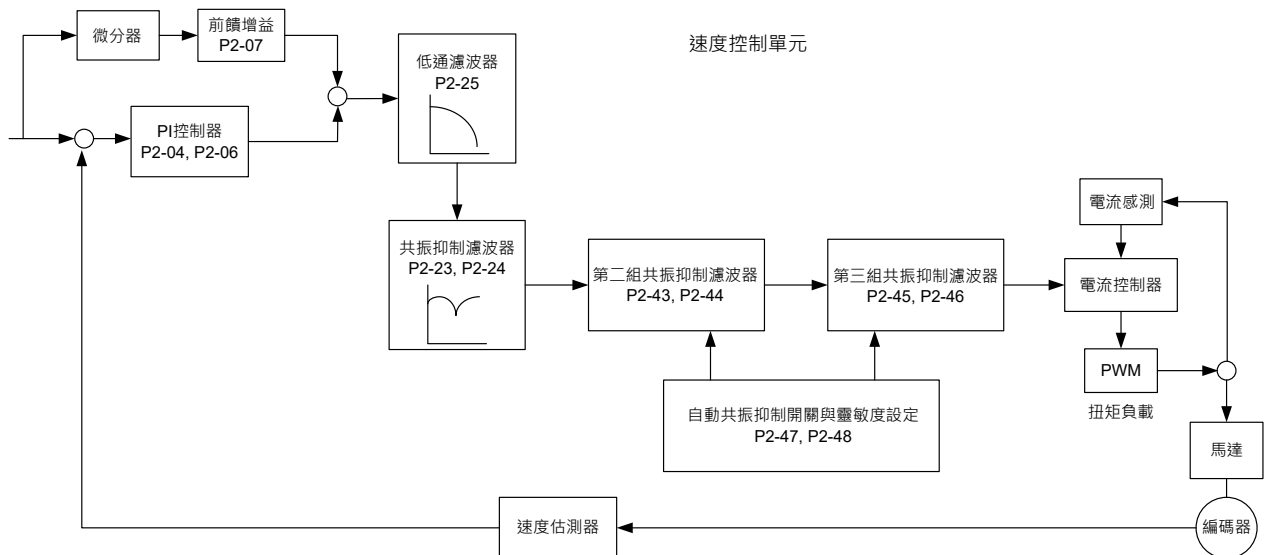 速度控制單元
微分器
前饋增益
P2-07
低通濾波器
P2-25
PI控制器
P2-04, P2-06
共振抑制濾波器
P2-23, P2-24
第二組共振抑制濾波器
P2-43, P2-44
第三組共振抑制濾波器
P2-45, P2-46
電流感測
電流控制器
PWM
扭矩負載
自動共振抑制開關與靈敏度設定
P2-47, P2-48
馬達
編碼器
速度估測器